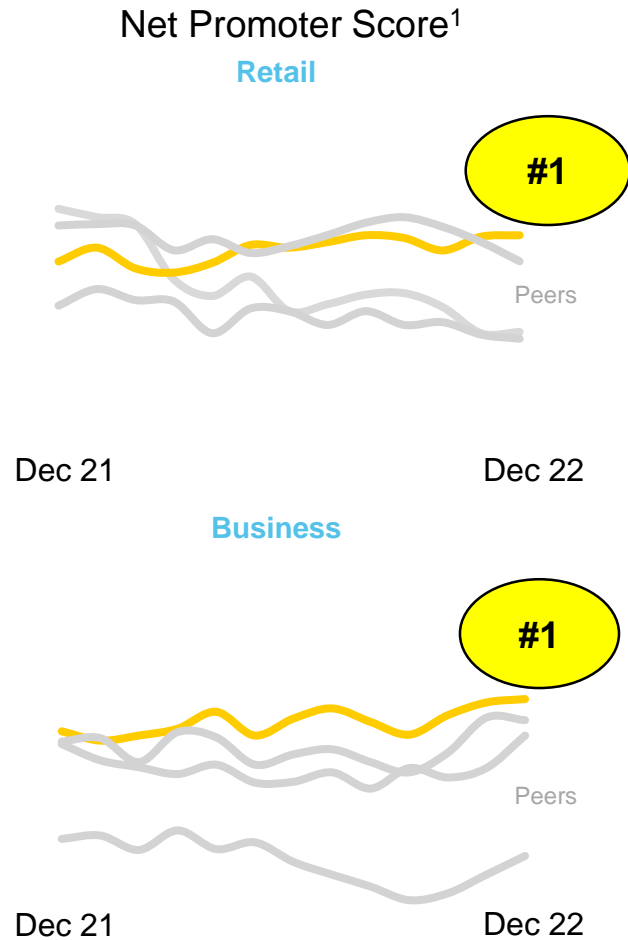 Net Promoter Score¹
Retail
#1
Peers
Dec 21 Dec 22
Business
#1
Peers
Dec 21 Dec 22